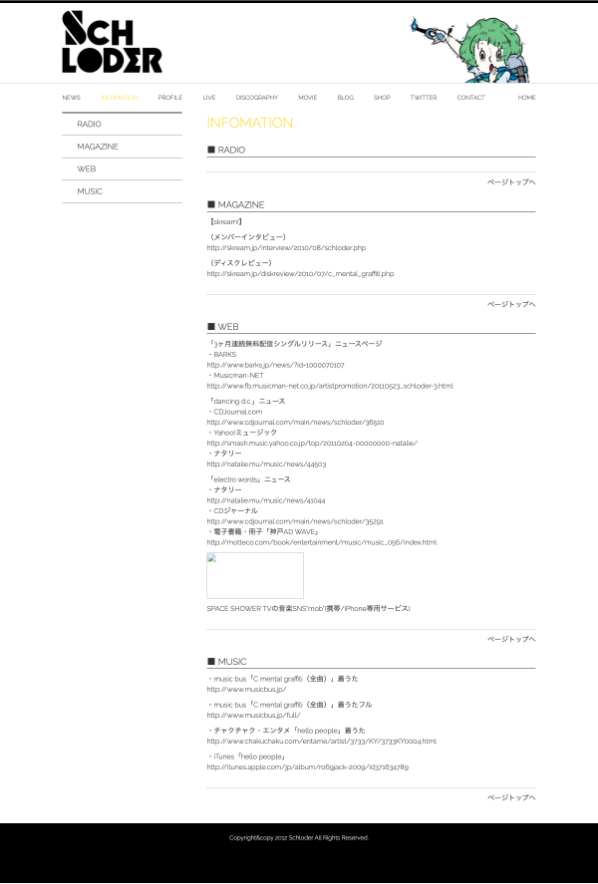 SCH
LODER
NEWS INFOMATION PROFILE LIVE DISCOGRAPHY MOVIE BLOG SHOP TWITTER CONTACT HOME
RADIO
MAGAZINE
WEB
MUSIC
INFOMATION
■ RADIO
ページトップへ
■ MAGAZINE
【skream!】
（メンバーインタビュー）
http://skream.jp/interview/2010/08/schloder.php
（ディスクレビュー）
http://skream.jp/diskreview/2010/07/c_mental_graffiti.php
ページトップへ
■ WEB
「3ヶ月連続無料配信シングルリリース」ニュースページ
・BARKS
http://www.barks.jp/news/?id=1000070107
・Musicman-NET
http://www.fb.musicman-net.co.jp/artistpromotion/20110523_schloder-3.html
「dancing d.c.」ニュース
・CDJournal.com
http://www.cdjournal.com/main/news/schloder/36510
・Yahoo!ミュージック
http://smash.music.yahoo.co.jp/top/20110204-00000000-natalie/
・ナタリー
http://natalie.mu/music/news/44503
「electro words」ニュース
・ナタリー
http://natalie.mu/music/news/41044
・CDジャーナル
http://www.cdjournal.com/main/news/schloder/35291
・電子書籍・冊子「神戸AD WAVE」
http://motteco.com/book/entertainment/music/music_056/index.html
SPACE SHOWER TVの音楽SNS"mob"(携帯/iPhone専用サービス)
ページトップへ
■ MUSIC
・music bus「C mental graffiti（全曲）」着うた
http://www.musicbus.jp/
・music bus「C mental graffiti（全曲）」着うたフル
http://www.musicbus.jp/full/
・チャクチャク・エンタメ「hello people」着うた
http://www.chakuchaku.com/entame/artist/3733/KY/3733KY0004.html
・iTunes「hello people」
http://itunes.apple.com/jp/album/ro69jack-2009/id371634789
ページトップへ
Copyright&copy 2012 Schloder All Rights Reserved.